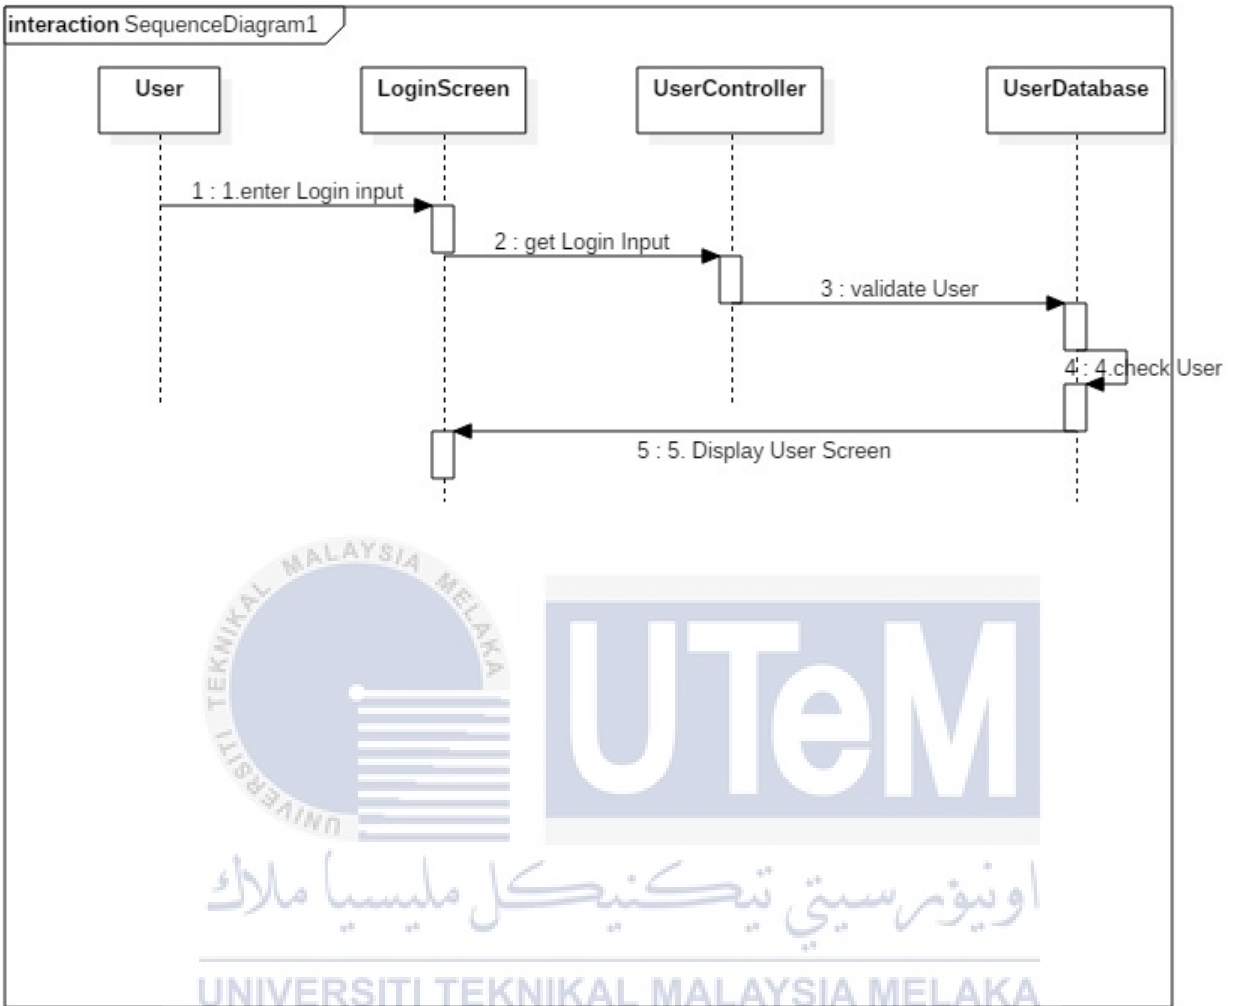 interaction SequenceDiagram1
User
LoginScreen
UserController
UserDatabase
1 : 1.enter Login input
2 : get Login Input
3 : validate User
4 : 4.check User
5 : 5. Display User Screen
UNIVERSITI TEKNIKAL MALAYSIA MELAKA
UTeM
اونيۏرسيتي تيكنيكل مليسيا ملاك
UNIVERSITI TEKNIKAL MALAYSIA MELAKA